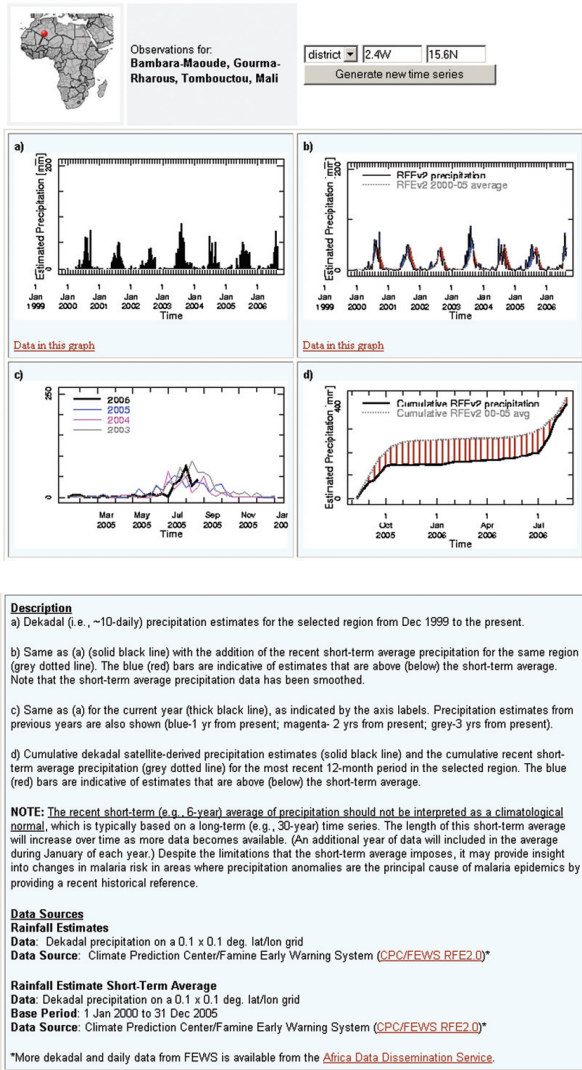 Observations for:
Bambara-Maoude, Gourma-
Rharous, Tombouctou, Mali
district 2.4W 15.6N
Generate new time series
a)
Estimated Precipitation [mm]
200
0
1 1 1 1 1 1 1 1
Jan Jan Jan Jan Jan Jan Jan Jan
1999 2000 2001 2002 2003 2004 2005 2006
Time
Data in this graph
b)
RFEv2 precipitation
RFEv2 2000-05 average
Estimated Precipitation [mm]
200
0
1 1 1 1 1 1 1 1
Jan Jan Jan Jan Jan Jan Jan Jan
1999 2000 2001 2002 2003 2004 2005 2006
Time
Data in this graph
c)
250
0
2006
2005
2004
2003
Mar May Jul Sep Nov Jar
2005 2005 2005 2005 2005 200
Time
d)
Cumulative RFEv2 precipitation
Cumulative RFEv2 00-05 avg
Estimated Precipitation [mm]
400
0
1 1 1 1
Oct Jan Apr Jul
2005 2006 2006 2006
Time
Description
a) Dekadal (i.e., ~10-daily) precipitation estimates for the selected region from Dec 1999 to the present.
b) Same as (a) (solid black line) with the addition of the recent short-term average precipitation for the same region
(grey dotted line). The blue (red) bars are indicative of estimates that are above (below) the short-term average.
Note that the short-term average precipitation data has been smoothed.
c) Same as (a) for the current year (thick black line), as indicated by the axis labels. Precipitation estimates from
previous years are also shown (blue-1 yr from present; magenta- 2 yrs from present; grey-3 yrs from present).
d) Cumulative dekadal satellite-derived precipitation estimates (solid black line) and the cumulative recent short-
term average precipitation (grey dotted line) for the most recent 12-month period in the selected region. The blue
(red) bars are indicative of estimates that are above (below) the short-term average.
NOTE: The recent short-term (e.g., 6-year) average of precipitation should not be interpreted as a climatological
normal, which is typically based on a long-term (e.g., 30-year) time series. The length of this short-term average
will increase over time as more data becomes available. (An additional year of data will included in the average
during January of each year.) Despite the limitations that the short-term average imposes, it may provide insight
into changes in malaria risk in areas where precipitation anomalies are the principal cause of malaria epidemics by
providing a recent historical reference.
Data Sources
Rainfall Estimates
Data: Dekadal precipitation on a 0.1 x 0.1 deg. lat/lon grid
Data Source: Climate Prediction Center/Famine Early Warning System (CPC/FEWS RFE2.0)*
Rainfall Estimate Short-Term Average
Data: Dekadal precipitation on a 0.1 x 0.1 deg. lat/lon grid
Base Period: 1 Jan 2000 to 31 Dec 2005
Data Source: Climate Prediction Center/Famine Early Warning System (CPC/FEWS RFE2.0)*
*More dekadal and daily data from FEWS is available from the Africa Data Dissemination Service.